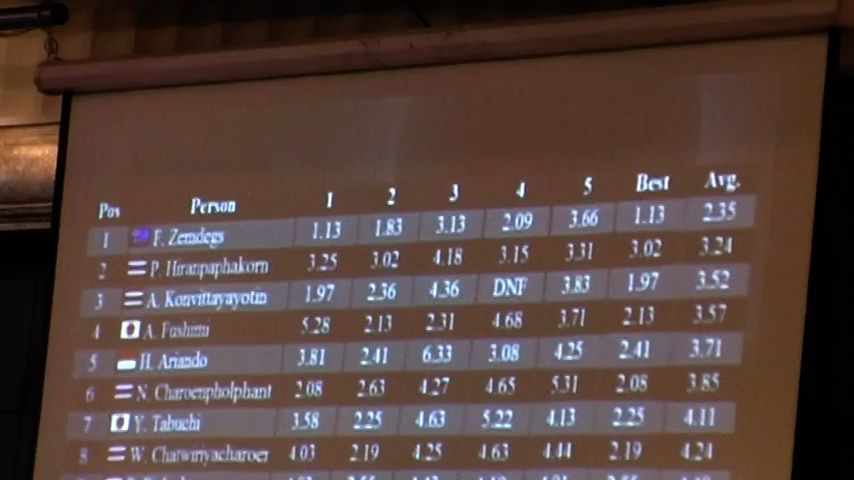 Pos Person 1 2 3 4 5 Best Avg.
1 F. Zemdegs 1.13 1.83 3.13 2.09 3.66 1.13 2.35
2 P. Hiranpaphakorn 3.25 3.02 4.18 3.15 3.31 3.02 3.24
3 A. Konvittayayotin 1.97 2.36 4.36 DNF 3.83 1.97 3.52
4 A. Fushimi 5.28 2.13 2.31 4.68 3.71 2.13 3.57
5 H. Ariando 3.81 2.41 6.33 3.08 4.25 2.41 3.71
6 N. Charoenpholphant 2.08 2.63 4.27 4.65 5.31 2.08 3.85
7 Y. Tabuchi 3.58 2.25 4.63 5.22 4.13 2.25 4.11
8 W. 4.03 2.19 4.25 4.63 4.44 2.19 4.24